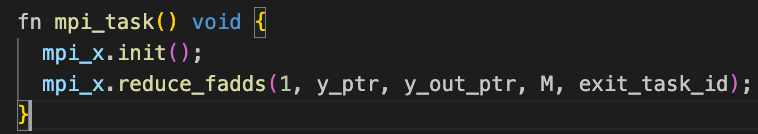 fn mpi_task() void {
mpi_x.init();
mpi_x.reduce_fadds(1, y_ptr, y_out_ptr, M, exit_task_id);
}